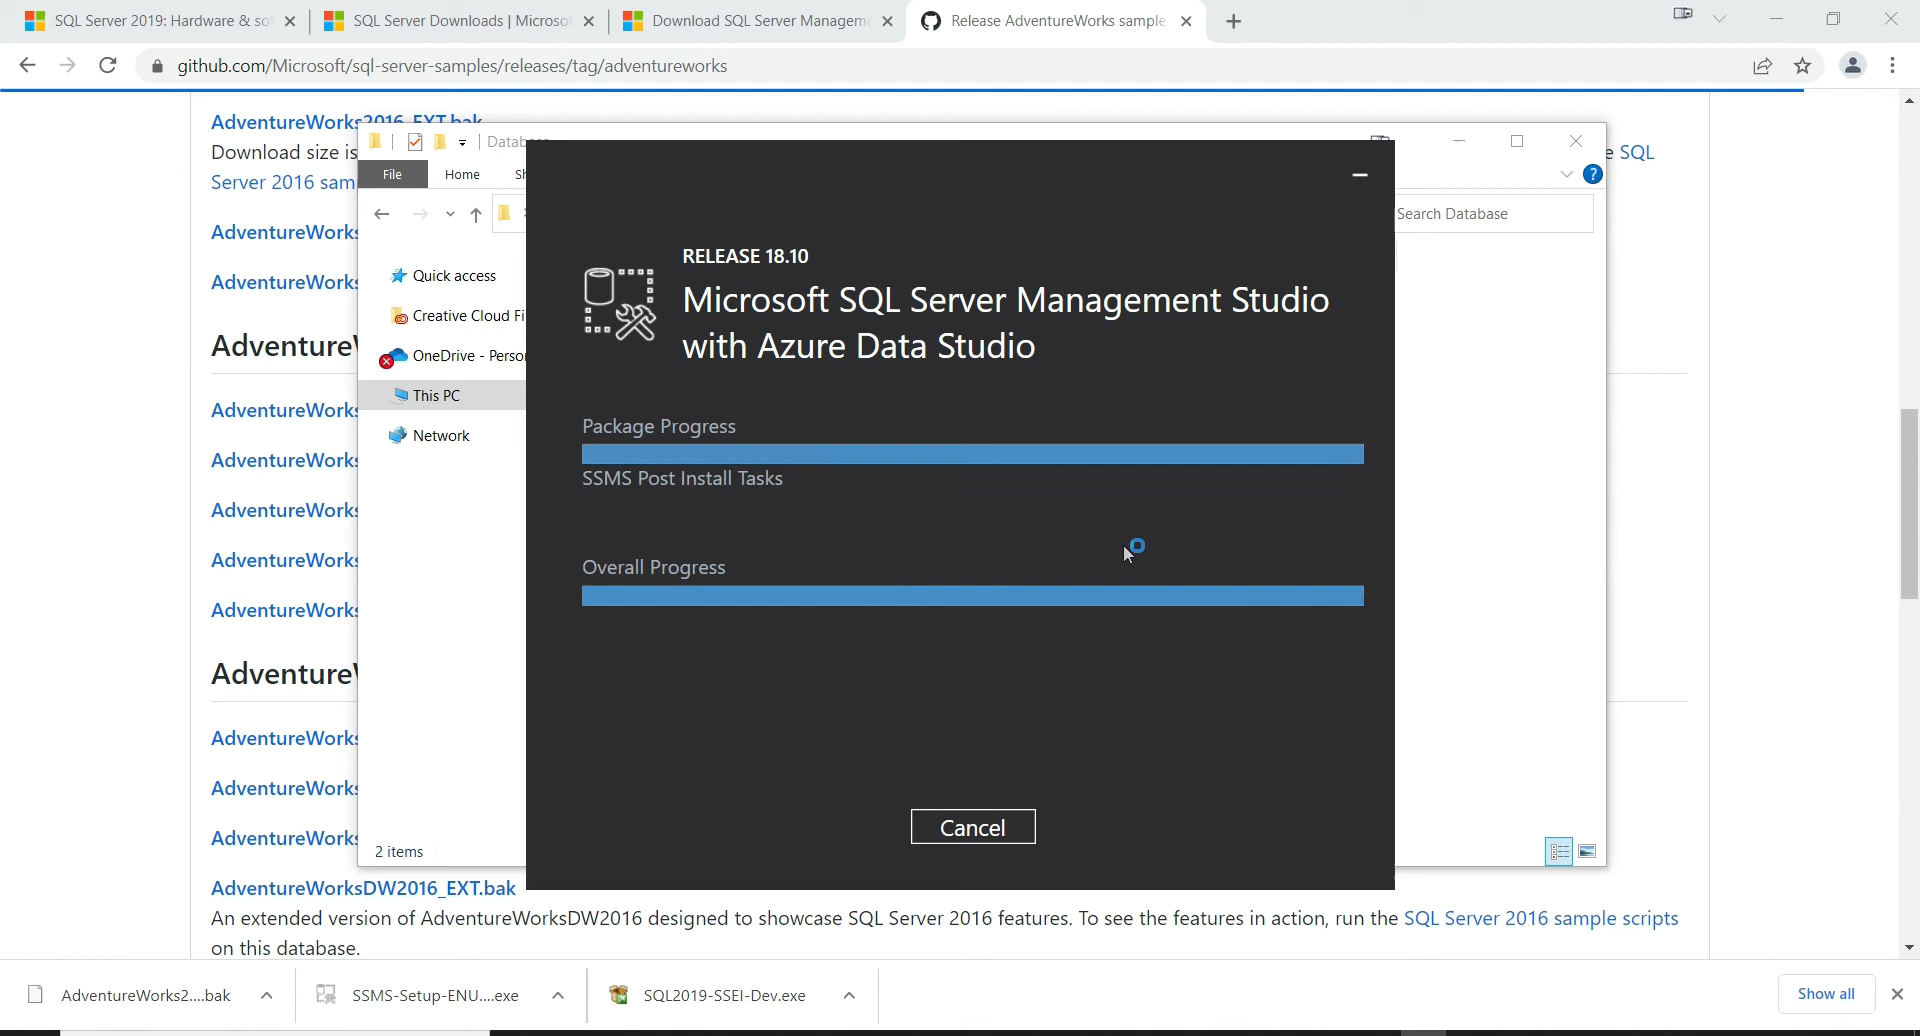 SQL Server 2019: Hardware & so
SQL Server Downloads | Microso
Download SQL Server Managem
Release AdventureWorks sample
github.com/Microsoft/sql-server-samples/releases/tag/adventureworks
AdventureWorks2016_EXT.bak
Download size is
e SQL
Server 2016 sam
AdventureWorks
AdventureWorks
Adventure
AdventureWorks
AdventureWorks
AdventureWorks
AdventureWorks
AdventureWorks
Adventure
AdventureWorks
AdventureWorks
AdventureWorks
AdventureWorksDW2016_EXT.bak
An extended version of AdventureWorksDW2016 designed to showcase SQL Server 2016 features. To see the features in action, run the SQL Server 2016 sample scripts
on this database.
Database
File
Home
Sh
?
Search Database
Quick access
Creative Cloud Fi
OneDrive - Perso
This PC
Network
2 items
RELEASE 18.10
Microsoft SQL Server Management Studio
with Azure Data Studio
Package Progress
SSMS Post Install Tasks
Overall Progress
Cancel
AdventureWorks2....bak
SSMS-Setup-ENU....exe
SQL2019-SSEI-Dev.exe
Show all